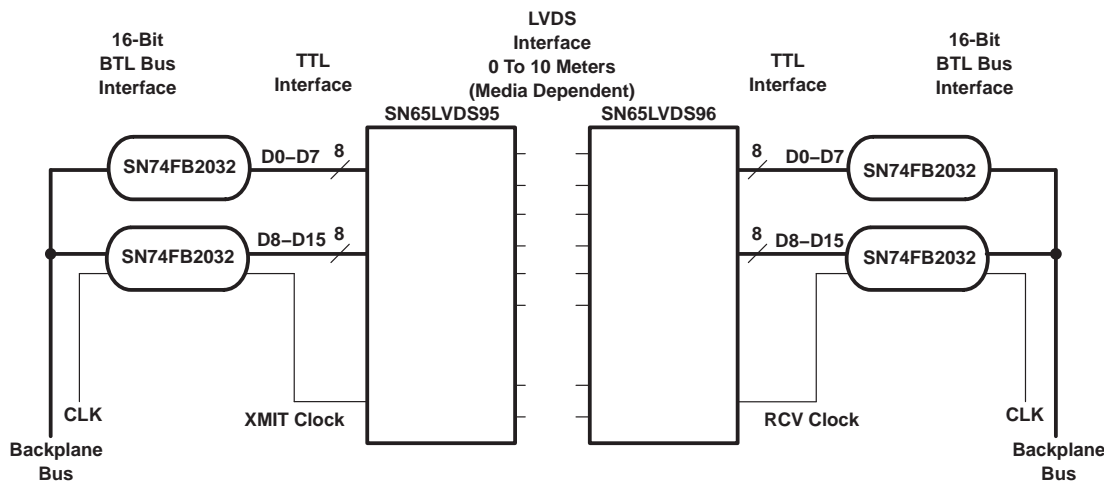 LVDS
Interface
0 To 10 Meters
(Media Dependent)
16-Bit
BTL Bus
Interface
TTL
Interface
TTL
Interface
16-Bit
BTL Bus
Interface
SN65LVDS95
SN65LVDS96
SN74FB2032
D0–D7
8
8
D0–D7
SN74FB2032
SN74FB2032
D8–D15
8
8
D8–D15
SN74FB2032
CLK
XMIT Clock
RCV Clock
CLK
Backplane
Bus
Backplane
Bus